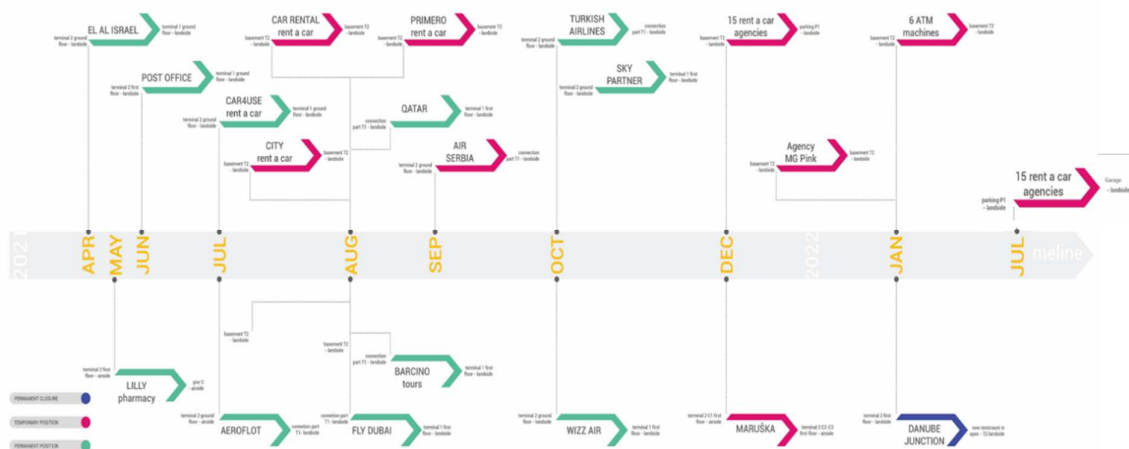 terminal 2 ground
floor - landside
EL AL ISRAEL
terminal 1 ground
floor - landside
terminal 2 first
floor - landside
POST OFFICE
terminal 1 ground
floor - landside
basement T2
- landside
CAR RENTAL
rent a car
basement T2
- landside
basement T2
- landside
PRIMERO
rent a car
basement T2
- landside
terminal 2 ground
floor - landside
CAR4USE
rent a car
terminal 1 ground
floor - landside
basement T2
- landside
CITY
rent a car
basement T2
- landside
connection
part T1 - landside
QATAR
terminal 1 first
floor - landside
terminal 2 ground
floor - landside
AIR
SERBIA
connection
part T1 - landside
terminal 2 ground
floor - landside
TURKISH
AIRLINES
connection
part T1 - landside
terminal 2 ground
floor - landside
SKY
PARTNER
terminal 1 first
floor - landside
basement T2
- landside
15 rent a car
agencies
parking P1
- landside
basement T2
- landside
6 ATM
machines
basement T2
- landside
basement T2
- landside
Agency
MG Pink
basement T2
- landside
parking P1
- landside
15 rent a car
agencies
Garage
- landside
2021
APR
MAY
JUN
JUL
AUG
SEP
OCT
DEC
2022
JAN
JUL
meline
terminal 2 first
floor - airside
LILLY
pharmacy
pier C
- airside
basement T2
- landside
basement T2
- landside
connection
part T1 - landside
BARCINO
tours
terminal 1 first
floor - landside
terminal 2 ground
floor - landside
AEROFLOT
connetion part
T1- landside
connetion part
T1- landside
FLY DUBAI
terminal 1 first
floor - landside
terminal 2 ground
floor - landside
WIZZ AIR
terminal 1 first
floor - landside
terminal 2 C1 first
floor - airside
MARUŠKA
terminal 2 C2-C3
first floor - airside
terminal 2 first
floor - landside
DANUBE
JUNCTION
new restaurant is
open - T2 landside
PERMANENT CLOSURE
TEMPORARY POSITION
PERMANENT POSITION